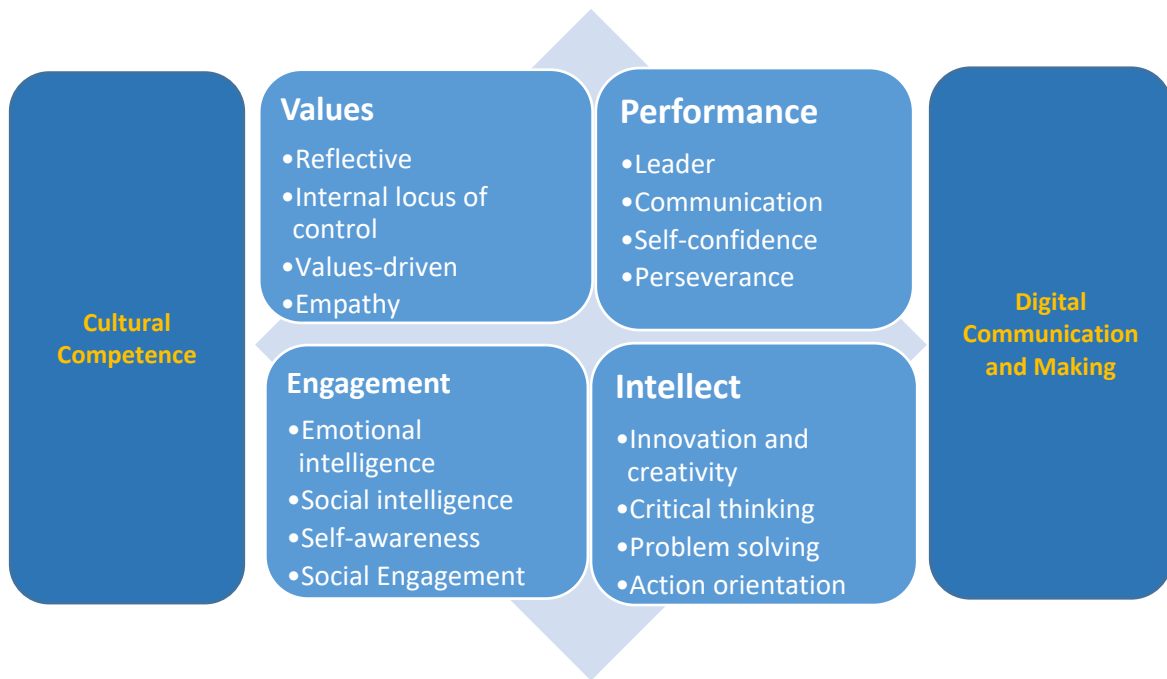 Cultural
Competence
Values
•Reflective
•Internal locus of
control
•Values-driven
•Empathy
Performance
•Leader
•Communication
•Self-confidence
•Perseverance
Engagement
•Emotional
intelligence
•Social intelligence
•Self-awareness
•Social Engagement
Intellect
•Innovation and
creativity
•Critical thinking
•Problem solving
•Action orientation
Digital
Communication
and Making